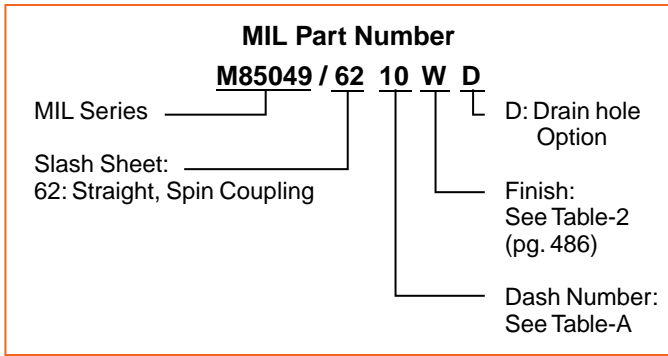 MIL Part Number
M85049 / 62 10 W D
MIL Series
Slash Sheet:
62: Straight, Spin Coupling
D: Drain hole
Option
Finish:
See Table-2
(pg. 486)
Dash Number:
See Table-A